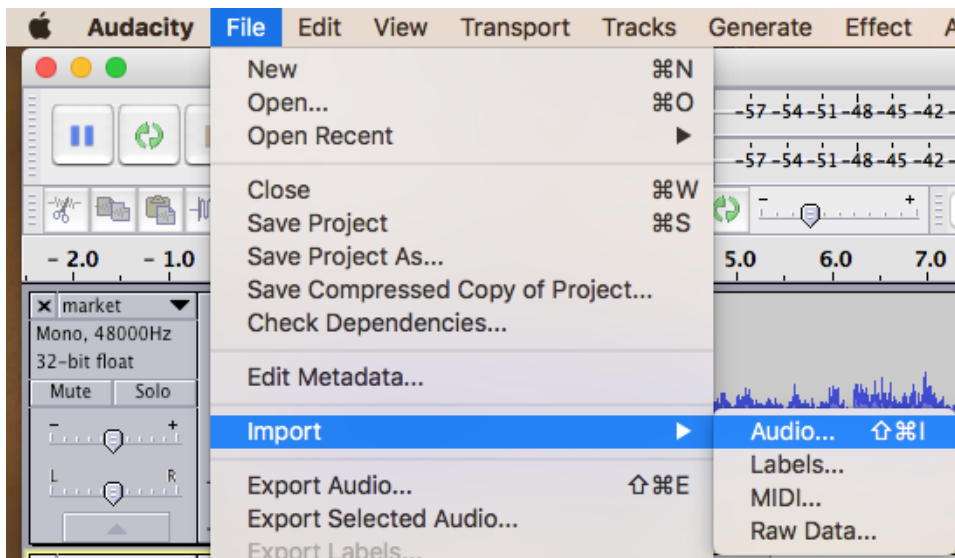 Audacity File Edit View Transport Tracks Generate Effect
New ⌘N
Open... ⌘O
Open Recent ▶
-57 -54 -51 -48 -45 -42 -
-57 -54 -51 -48 -45 -42 -
Close ⌘W
Save Project ⌘S
Save Project As...
Save Compressed Copy of Project...
Check Dependencies...
- +
- 2.0 - 1.0 5.0 6.0 7.0
market
Mono, 48000Hz
32-bit float
Mute Solo
- +
L R
Edit Metadata...
Import ▶
Audio... ⇧⌘I
Labels...
MIDI...
Raw Data...
Export Audio... ⇧⌘E
Export Selected Audio...
Export Labels...